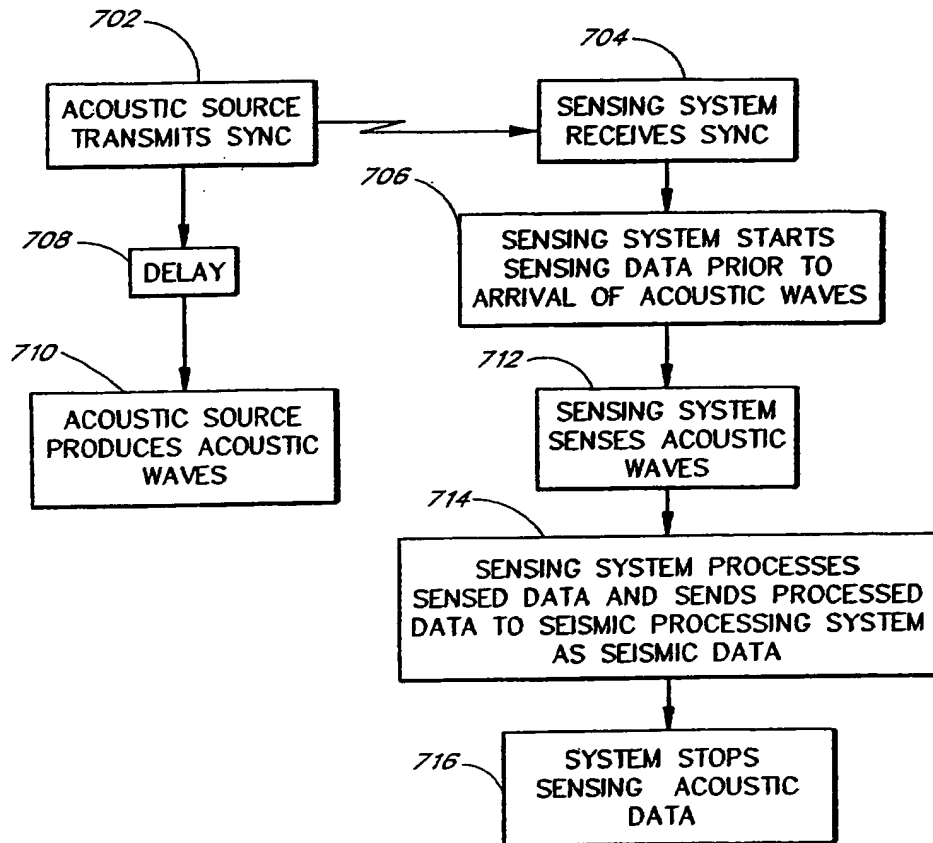 702
ACOUSTIC SOURCE
TRANSMITS SYNC
704
SENSING SYSTEM
RECEIVES SYNC
706
SENSING SYSTEM STARTS
SENSING DATA PRIOR TO
ARRIVAL OF ACOUSTIC WAVES
708
DELAY
710
ACOUSTIC SOURCE
PRODUCES ACOUSTIC
WAVES
712
SENSING SYSTEM
SENSES ACOUSTIC
WAVES
714
SENSING SYSTEM PROCESSES
SENSED DATA AND SENDS PROCESSED
DATA TO SEISMIC PROCESSING SYSTEM
AS SEISMIC DATA
716
SYSTEM STOPS
SENSING ACOUSTIC
DATA